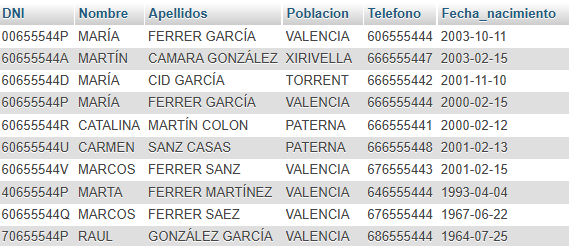 DNI Nombre Apellidos Poblacion Telefono Fecha_nacimiento
00655544P MARÍA FERRER GARCÍA VALENCIA 606555444 2003-10-11
60655544A MARTÍN CAMARA GONZÁLEZ XIRIVELLA 666555447 2003-02-15
60655544D MARÍA CID GARCÍA TORRENT 666555442 2001-11-10
60655544P MARÍA FERRER GARCÍA VALENCIA 666555444 2000-02-15
60655544R CATALINA MARTÍN COLON PATERNA 666555441 2000-02-12
60655544U CARMEN SANZ CASAS PATERNA 666555448 2001-02-13
60655544V MARCOS FERRER SANZ VALENCIA 676555443 2001-02-15
40655544P MARTA FERRER MARTÍNEZ VALENCIA 646555444 1993-04-04
60655544Q MARCOS FERRER SAEZ VALENCIA 676555444 1967-06-22
70655544P RAUL GONZÁLEZ GARCÍA VALENCIA 686555444 1964-07-25